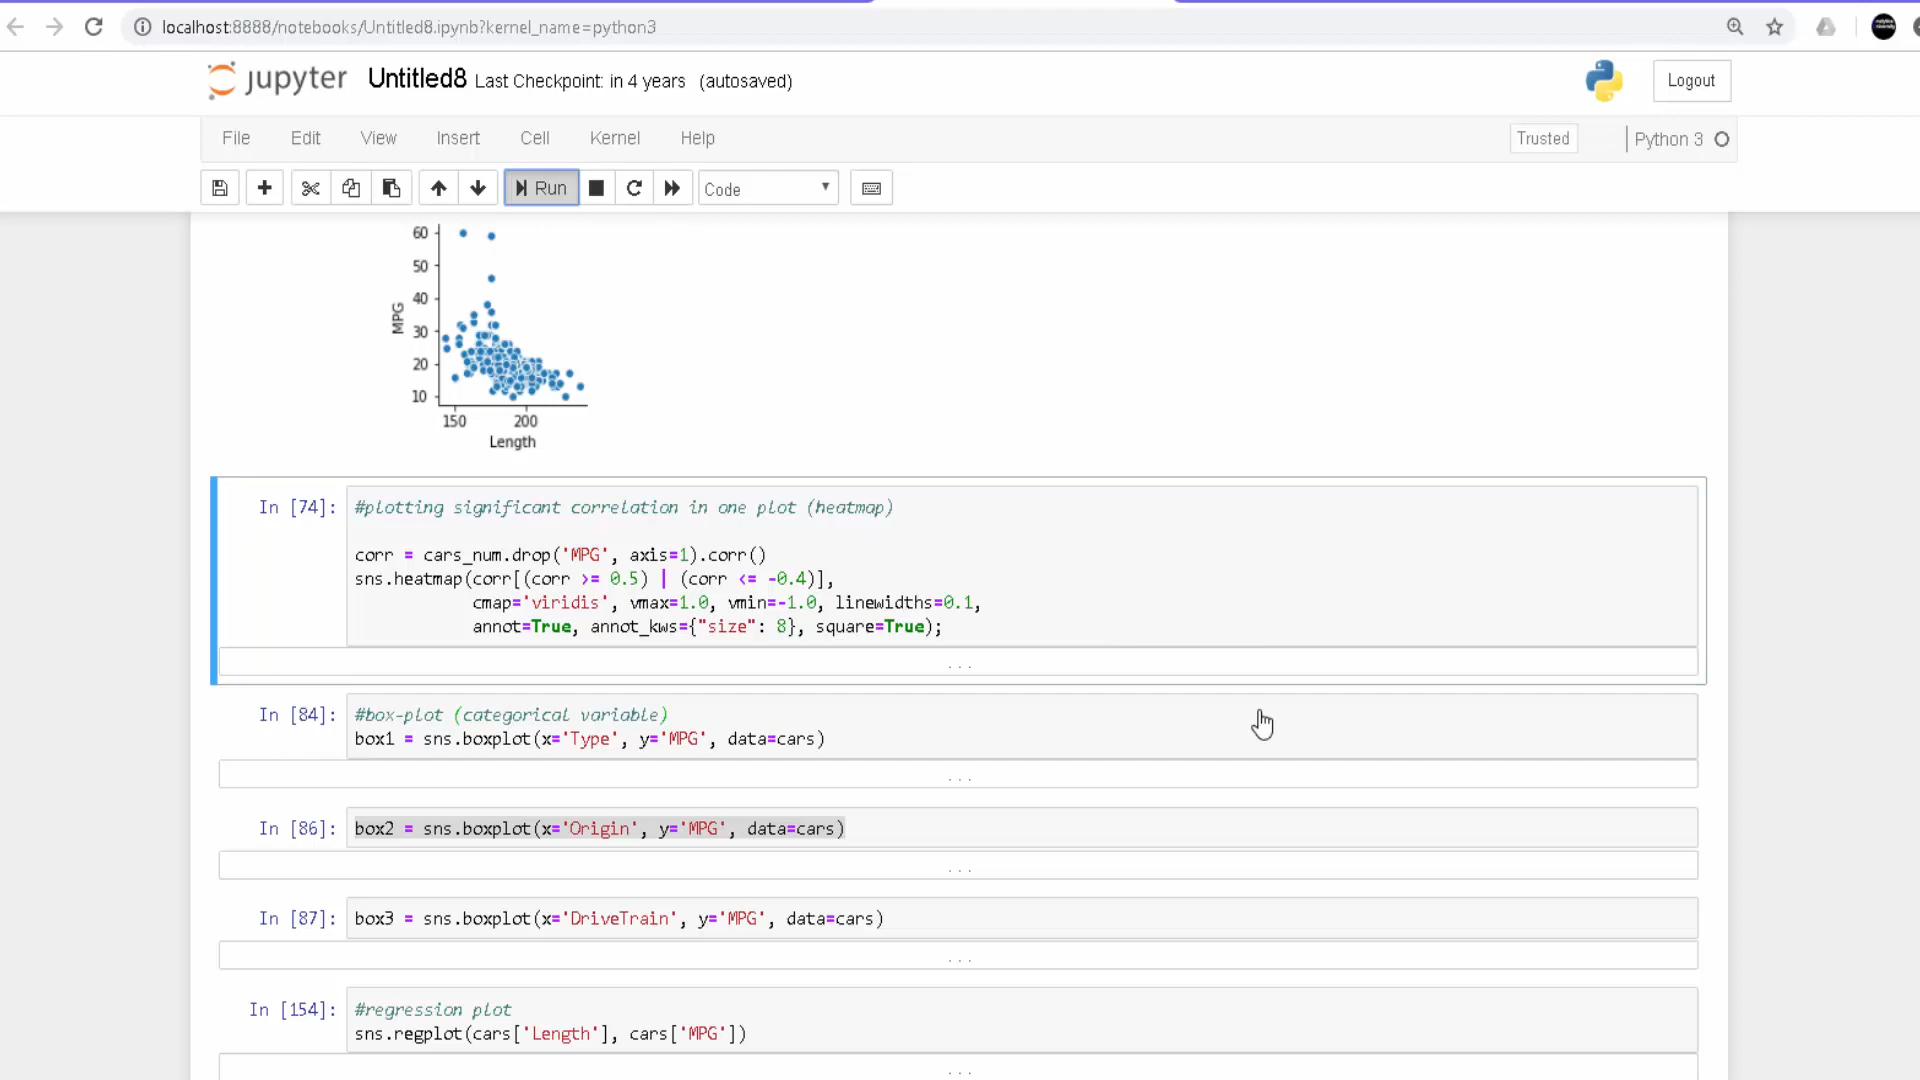 localhost:8888/notebooks/Untitled8.ipynb?kernel_name=python3
jupyter Untitled8 Last Checkpoint: in 4 years (autosaved)
Logout
File Edit View Insert Cell Kernel Help
Trusted
Python 3
Run
Code
60
50
40
30
20
10
MPG
150 200
Length
In [74]:
#plotting significant correlation in one plot (heatmap)
corr = cars_num.drop('MPG', axis=1).corr()
sns.heatmap(corr[(corr >= 0.5) | (corr <= -0.4)],
cmap='viridis', vmax=1.0, vmin=-1.0, linewidths=0.1,
annot=True, annot_kws={"size": 8}, square=True);
...
In [84]:
#box-plot (categorical variable)
box1 = sns.boxplot(x='Type', y='MPG', data=cars)
...
In [86]:
box2 = sns.boxplot(x='Origin', y='MPG', data=cars)
...
In [87]:
box3 = sns.boxplot(x='DriveTrain', y='MPG', data=cars)
...
In [154]:
#regression plot
sns.regplot(cars['Length'], cars['MPG'])
...